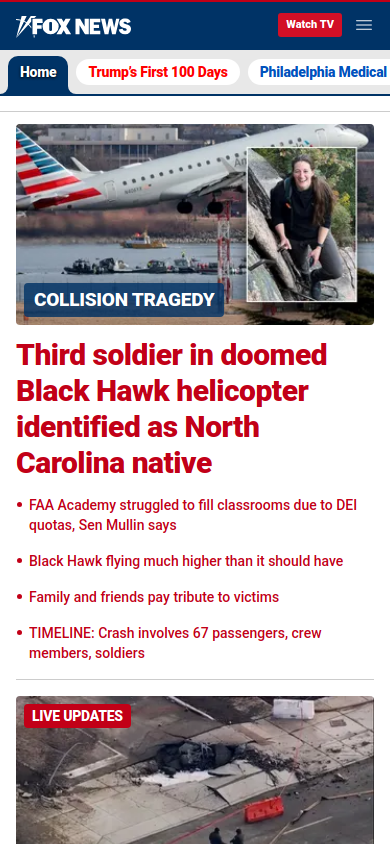 FOX NEWS
Watch TV
Home
Trump's First 100 Days
Philadelphia Medical
COLLISION TRAGEDY
Third soldier in doomed
Black Hawk helicopter
identified as North
Carolina native
• FAA Academy struggled to fill classrooms due to DEI
quotas, Sen Mullin says
• Black Hawk flying much higher than it should have
• Family and friends pay tribute to victims
• TIMELINE: Crash involves 67 passengers, crew
members, soldiers
LIVE UPDATES